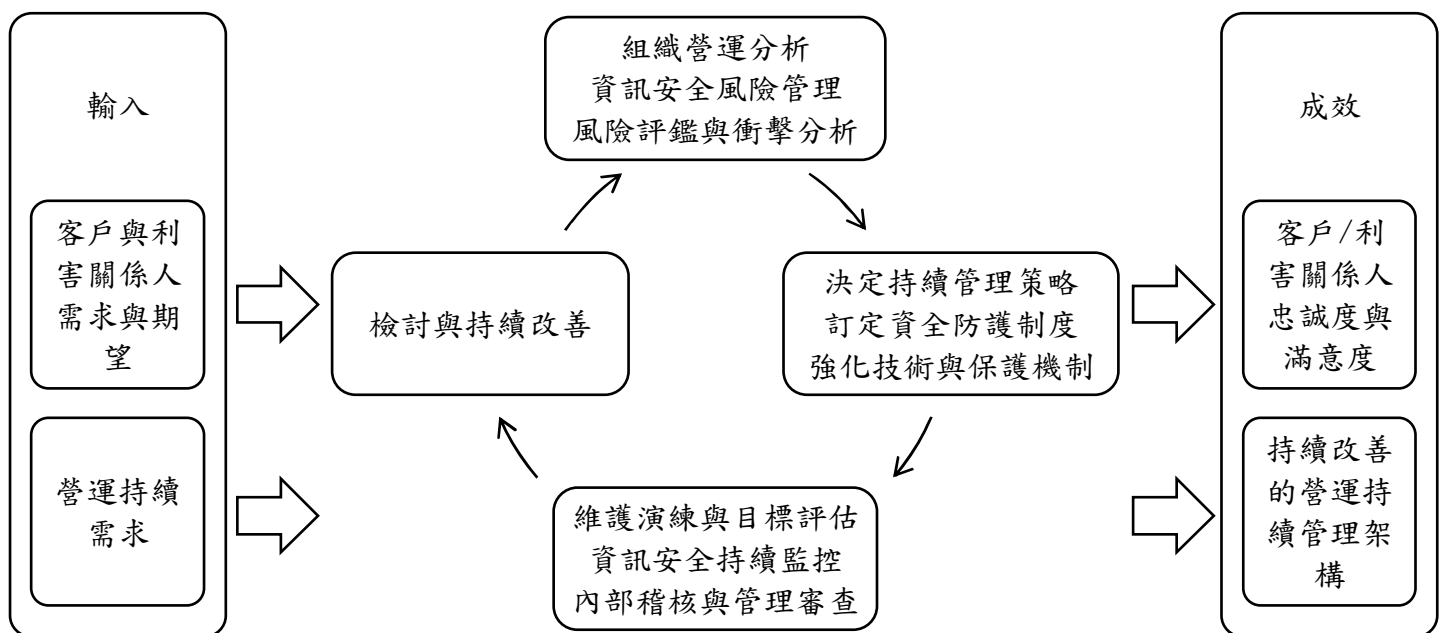 輸入
客戶與利
害關係人
需求與期
望
營運持續
需求
組織營運分析
資訊安全風險管理
風險評鑑與衝擊分析
檢討與持續改善
決定持續管理策略
訂定資全防護制度
強化技術與保護機制
維護演練與目標評估
資訊安全持續監控
內部稽核與管理審查
成效
客戶/利
害關係人
忠誠度與
滿意度
持續改善
的營運持
續管理架
構